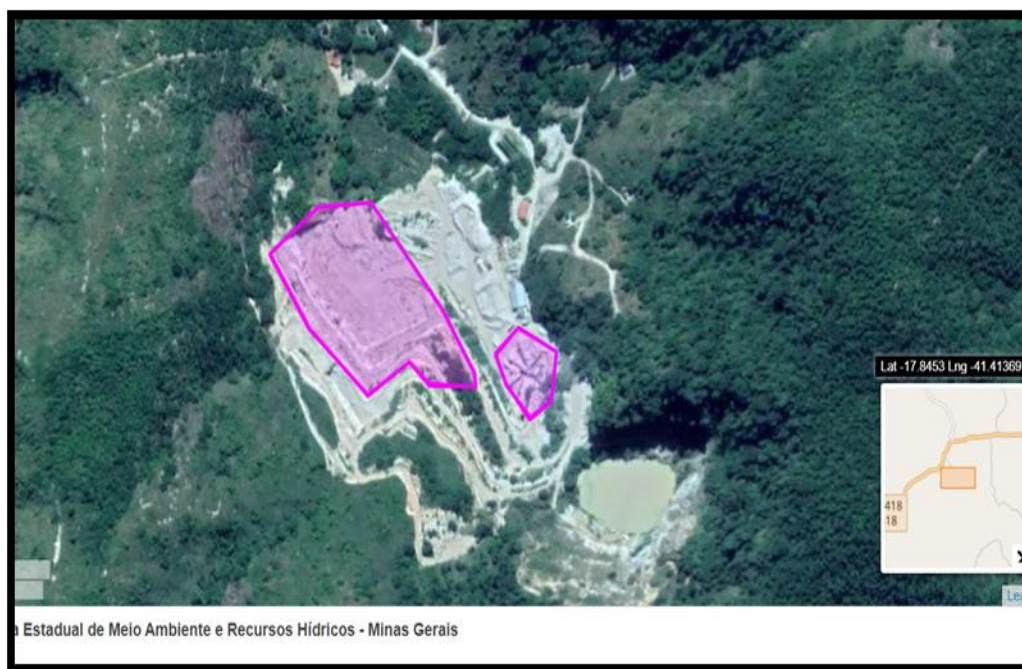 Lat -17.8453 Lng -41.41369
418
18
a Estadual de Meio Ambiente e Recursos Hídricos - Minas Gerais